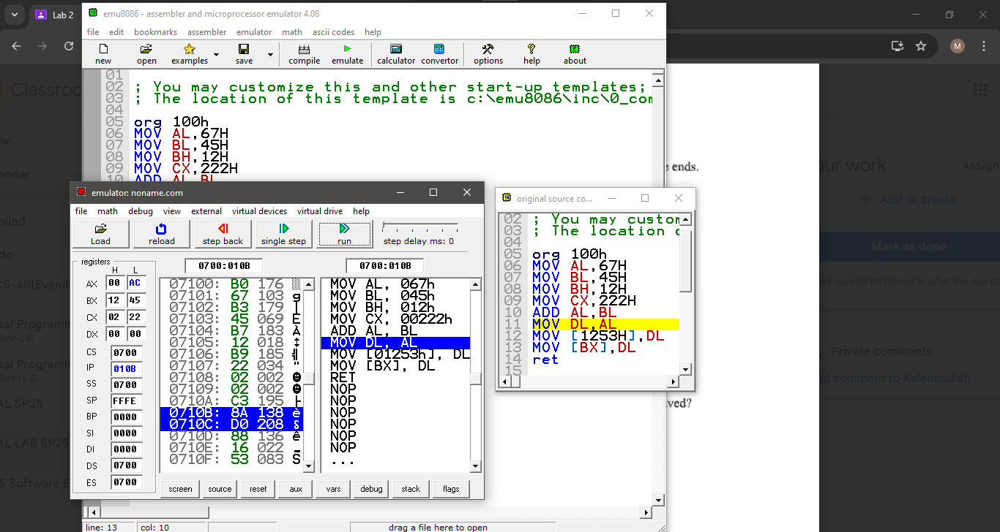 Lab 2
emu8086 - assembler and microprocessor emulator 4.08
file edit bookmarks assembler emulator math ascii codes help
new open examples save compile emulate calculator convertor options help about
M
Classroo
01
02 ; You may customize this and other start-up templates;
03 ; The location of this template is c:\emu8086\inc\0_com
04
05 org 100h
06 MOV AL,67H
07 MOV BL,45H
08 MOV BH,12H
09 MOV CX,222H
10 ADD AL,BL
e ends.
our work Assign
+ Add or create
Mark as done
ork cannot be turned in after the due da
Private comments
dd comment to Kaleemullah
ved?
me
endar
olled
do
CS-4B(Evenin
ual Programm
Sev-4-B
ual Programm
Sev-IV-B
AL SP25
AL LAB SP25
5 Software E
emulator: noname.com
file math debug view external virtual devices virtual drive help
Load reload step back single step run step delay ms: 0
registers
H L
AX 00 AC
BX 12 45
CX 02 22
DX 00 00
CS 0700
IP 010B
SS 0700
SP FFFE
BP 0000
SI 0000
DI 0000
DS 0700
ES 0700
0700:010B
07100: B0 176 ░
07101: 67 103 g
07102: B3 179 │
07103: 45 069 E
07104: B7 183 À
07105: 12 018 ↕
07106: B9 185 ╣
07107: 22 034 "
07108: 02 002 ☻
07109: 02 002 ☻
0710A: C3 195 ├
0710B: 8A 138 è
0710C: D0 208 ð
0710D: 88 136 ê
0710E: 16 022 ▬
0710F: 53 083 S
0700:010B
MOV AL, 067h
MOV BL, 045h
MOV BH, 012h
MOV CX, 00222h
ADD AL, BL
MOV DL, AL
MOV [01253h], DL
MOV [BX], DL
RET
NOP
NOP
NOP
NOP
NOP
NOP
...
screen source reset aux vars debug stack flags
original source co...
02 ; You may custom
03 ; The location o
04
05 org 100h
06 MOV AL,67H
07 MOV BL,45H
08 MOV BH,12H
09 MOV CX,222H
10 ADD AL,BL
11 MOV DL,AL
12 MOV [1253H],DL
13 MOV [BX],DL
14 ret
15
line: 13 col: 10 drag a file here to open